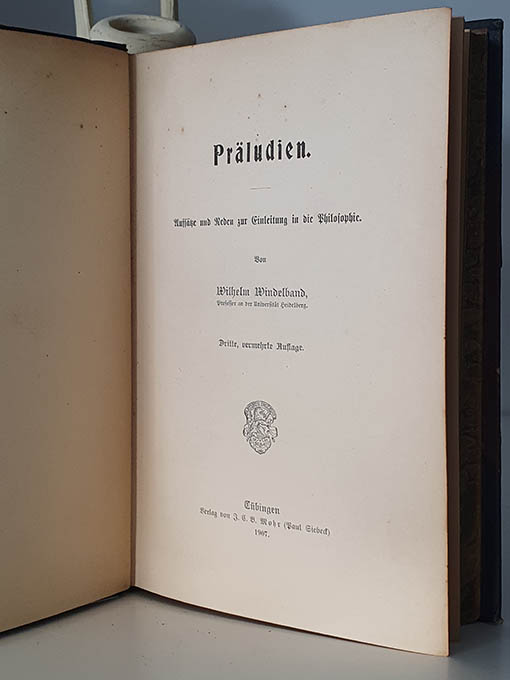 Präludien.
Aufsätze und Reden zur Einleitung in die Philosophie.
Von
Wilhelm Windelband,
Professor an der Universität Heidelberg.
Dritte, vermehrte Auflage.
Tübingen
Verlag von J. C. B. Mohr (Paul Siebeck)
1907.